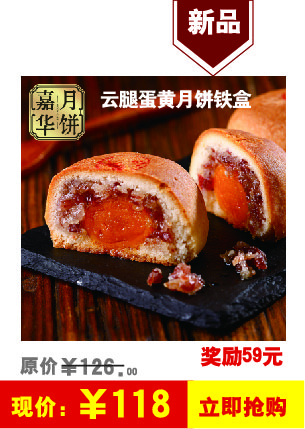 新品
嘉月
华饼
云腿蛋黄月饼铁盒
奖励59元
原价￥126.00
现价：￥118 立即抢购